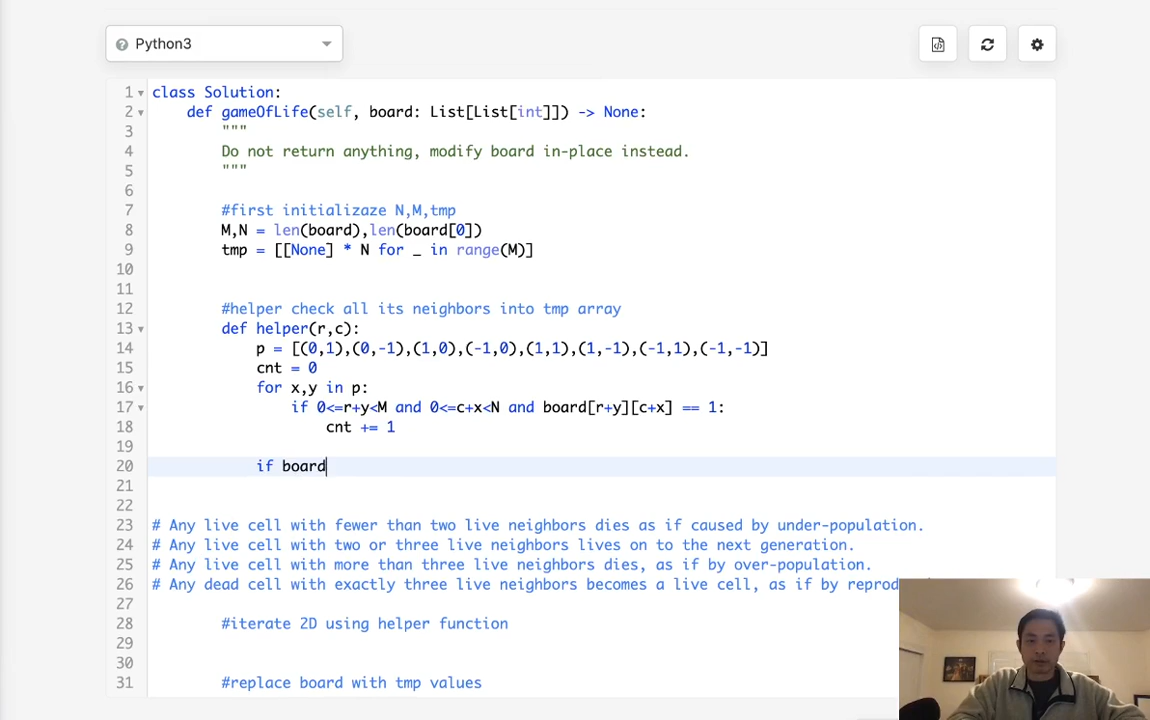 Python3
1 class Solution:
2 def gameOfLife(self, board: List[List[int]]) -> None:
3 """
4 Do not return anything, modify board in-place instead.
5 """
6
7 #first initializaze N,M,tmp
8 M,N = len(board),len(board[0])
9 tmp = [[None] * N for _ in range(M)]
10
11
12 #helper check all its neighbors into tmp array
13 def helper(r,c):
14 p = [(0,1),(0,-1),(1,0),(-1,0),(1,1),(1,-1),(-1,1),(-1,-1)]
15 cnt = 0
16 for x,y in p:
17 if 0<=r+y<M and 0<=c+x<N and board[r+y][c+x] == 1:
18 cnt += 1
19
20 if board
21
22
23 # Any live cell with fewer than two live neighbors dies as if caused by under-population.
24 # Any live cell with two or three live neighbors lives on to the next generation.
25 # Any live cell with more than three live neighbors dies, as if by over-population.
26 # Any dead cell with exactly three live neighbors becomes a live cell, as if by
27
28 #iterate 2D using helper function
29
30
31 #replace board with tmp values